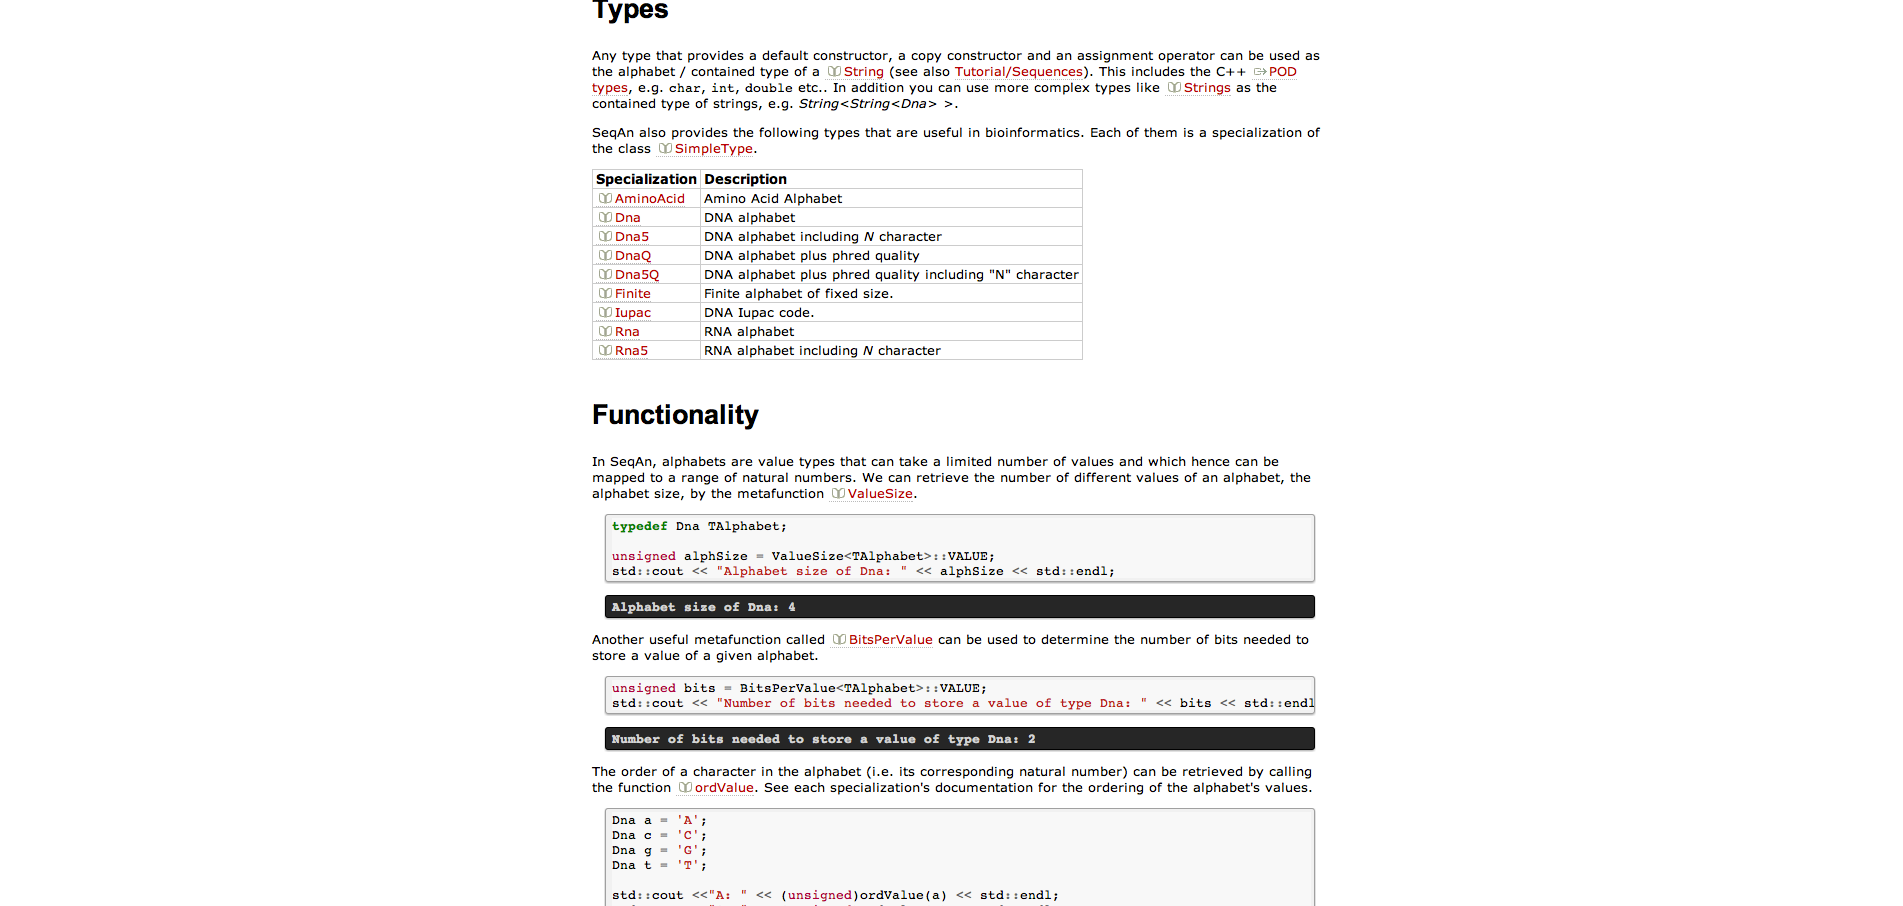 Types
Any type that provides a default constructor, a copy constructor and an assignment operator can be used as
the alphabet / contained type of a String (see also Tutorial/Sequences). This includes the C++ POD
types, e.g. char, int, double etc.. In addition you can use more complex types like Strings as the
contained type of strings, e.g. String<String<Dna> >.
SeqAn also provides the following types that are useful in bioinformatics. Each of them is a specialization of
the class SimpleType.
Specialization Description
AminoAcid Amino Acid Alphabet
Dna DNA alphabet
Dna5 DNA alphabet including N character
DnaQ DNA alphabet plus phred quality
Dna5Q DNA alphabet plus phred quality including "N" character
Finite Finite alphabet of fixed size.
Iupac DNA Iupac code.
Rna RNA alphabet
Rna5 RNA alphabet including N character
Functionality
In SeqAn, alphabets are value types that can take a limited number of values and which hence can be
mapped to a range of natural numbers. We can retrieve the number of different values of an alphabet, the
alphabet size, by the metafunction ValueSize.
typedef Dna TAlphabet;
unsigned alphSize = ValueSize<TAlphabet>::VALUE;
std::cout << "Alphabet size of Dna: " << alphSize << std::endl;
Alphabet size of Dna: 4
Another useful metafunction called BitsPerValue can be used to determine the number of bits needed to
store a value of a given alphabet.
unsigned bits = BitsPerValue<TAlphabet>::VALUE;
std::cout << "Number of bits needed to store a value of type Dna: " << bits << std::endl
Number of bits needed to store a value of type Dna: 2
The order of a character in the alphabet (i.e. its corresponding natural number) can be retrieved by calling
the function ordValue. See each specialization's documentation for the ordering of the alphabet's values.
Dna a = 'A';
Dna c = 'C';
Dna g = 'G';
Dna t = 'T';
std::cout <<"A: " << (unsigned)ordValue(a) << std::endl;